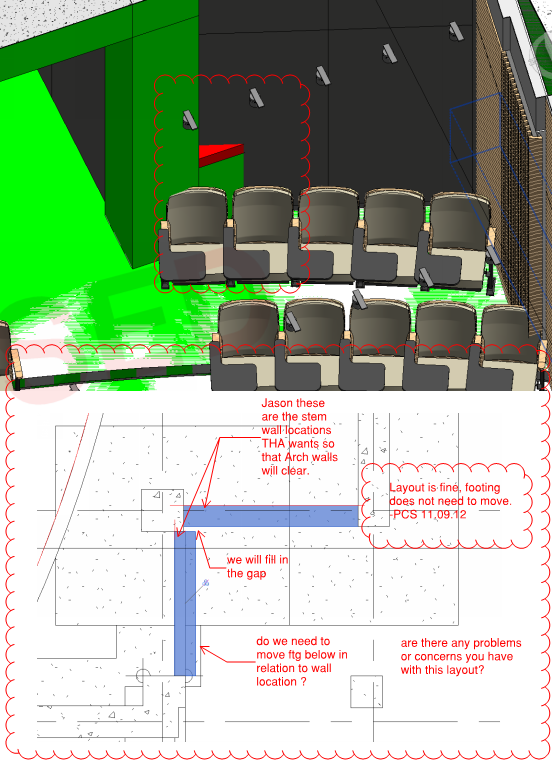 Jason these
are the stem
wall locations
THA wants so
that Arch walls
will clear.
Layout is fine, footing
does not need to move.
-PCS 11.09.12
we will fill in
the gap
do we need to
move ftg below in
relation to wall
location ?
are there any problems
or concerns you have
with this layout?